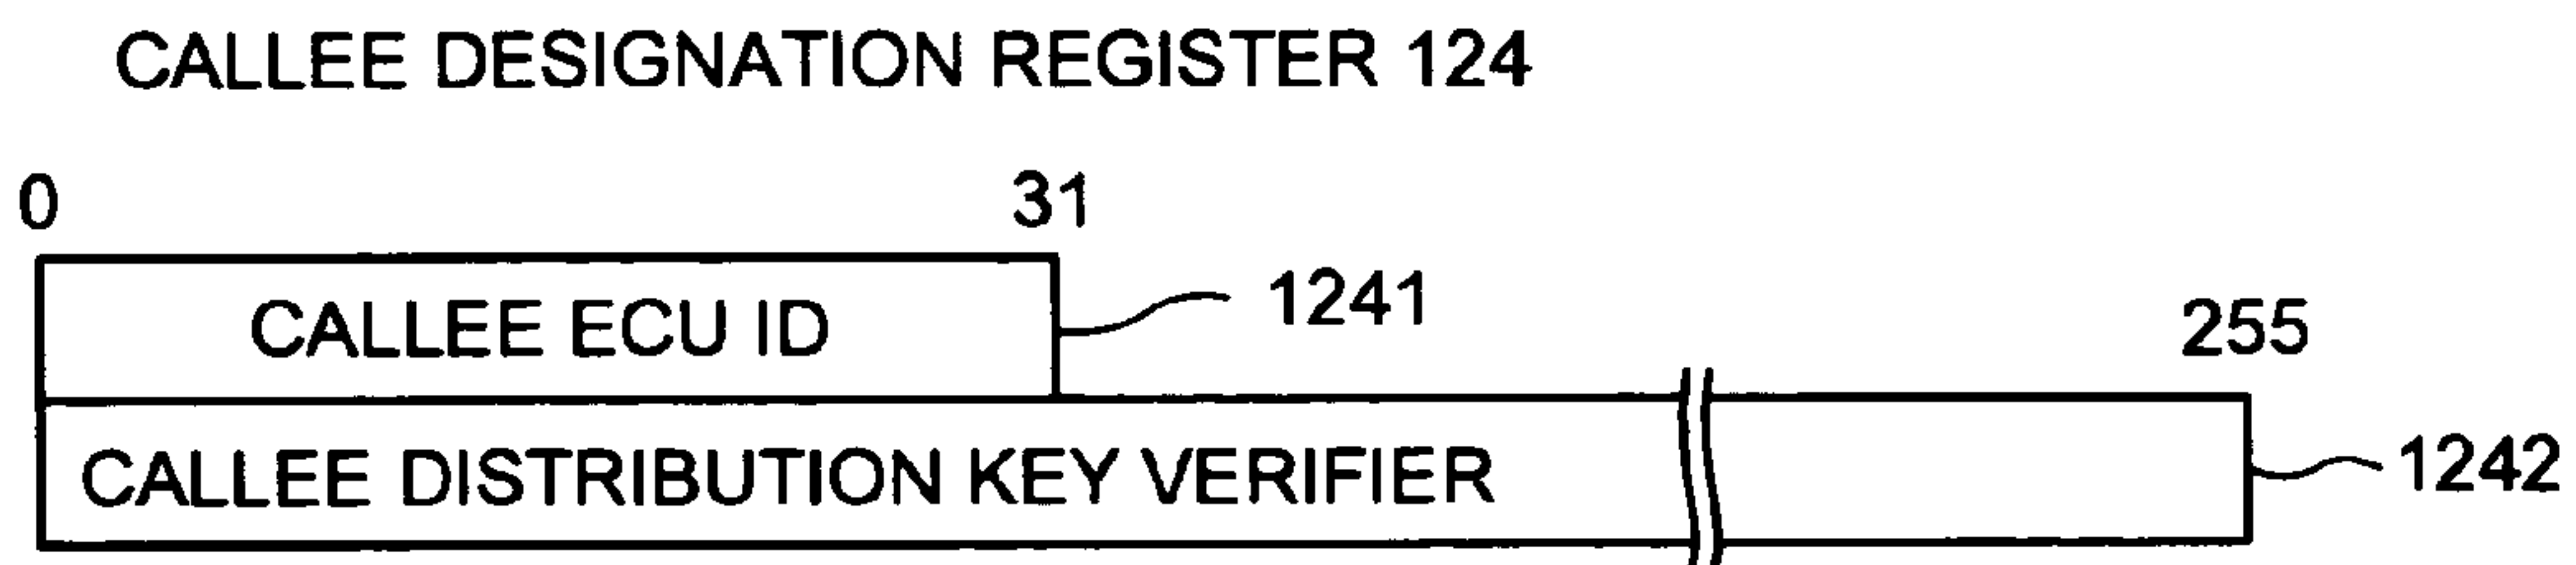 CALLEE DESIGNATION REGISTER 124
0 31
CALLEE ECU ID 1241 255
CALLEE DISTRIBUTION KEY VERIFIER 1242